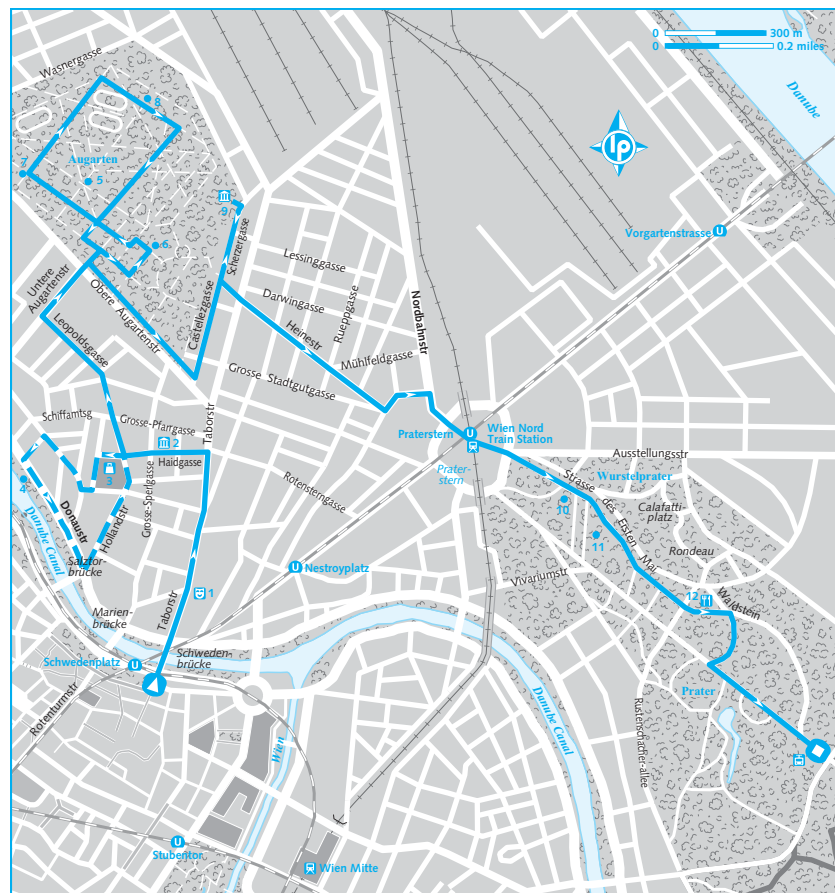 0 300 m
0 0.2 miles
Danube
Wasnergasse
lp
8
Augarten
7
5
9
6
Scherzergasse
Vorgartenstrasse
U
Lessinggasse
Untere
Augartenstr
Obere Augartenstr
Castellezgasse
Darwingasse
Rueppgasse
Nordbahnstr
Heinestr
Leopoldsgasse
Mühlfeldgasse
Grosse Stadtgutgasse
Schiffamtsg
Grosse-Pfarrgasse
Taborstr
Praterstern
U
Wien Nord
Train Station
2
Haidgasse
Prater-
stern
Ausstellungsstr
3
4
Grosse-Sperlgasse
Rotensterngasse
Strasse des Ersten Mai
Wurstelprater
10
Calafatti-
platz
Donaustr
Hollandstr
11
Rondeau
Danube Canal
Salztor-
brücke
U
Nestroyplatz
Vivariumstr
1
12
Waldstein
Marien-
brücke
Taborstr
Schwedenplatz
U
Schweden-
brücke
Prater
Rotenturmstr
Danube Canal
Rustenschacher-allee
Wien
U
Stubentor
Wien Mitte